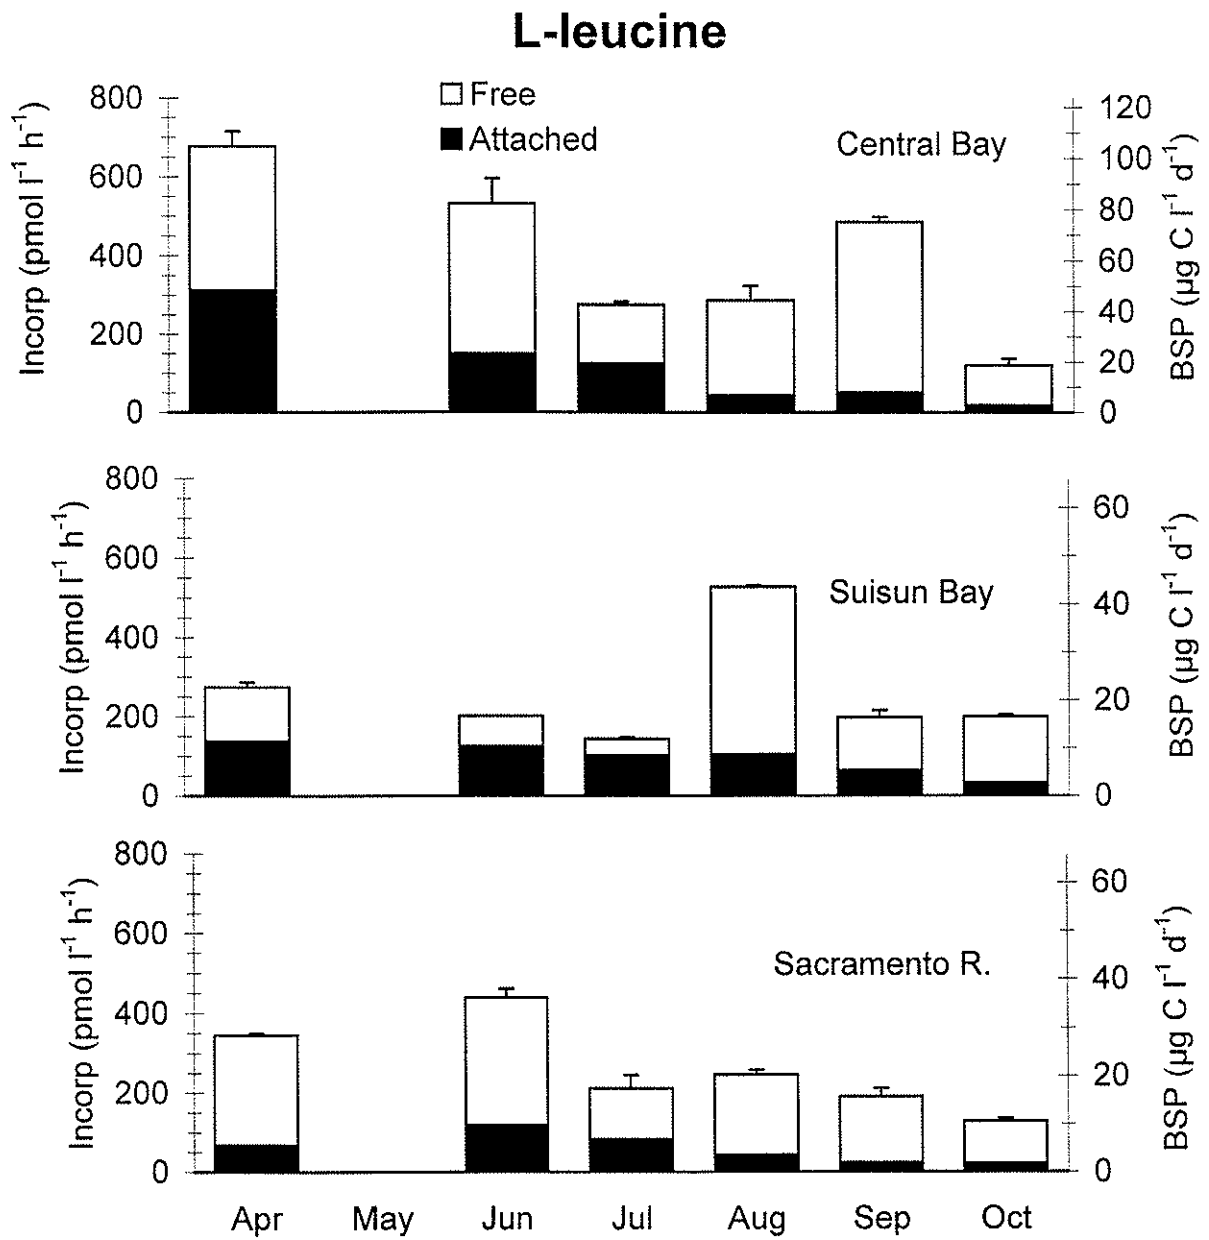 L-leucine
Free
Attached
Central Bay
Incorp (pmol l⁻¹ h⁻¹)
800
600
400
200
0
120
100
80
60
40
20
0
BSP (µg C l⁻¹ d⁻¹)
Suisun Bay
Incorp (pmol l⁻¹ h⁻¹)
800
600
400
200
0
60
40
20
0
BSP (µg C l⁻¹ d⁻¹)
Sacramento R.
Incorp (pmol l⁻¹ h⁻¹)
800
600
400
200
0
60
40
20
0
BSP (µg C l⁻¹ d⁻¹)
Apr May Jun Jul Aug Sep Oct